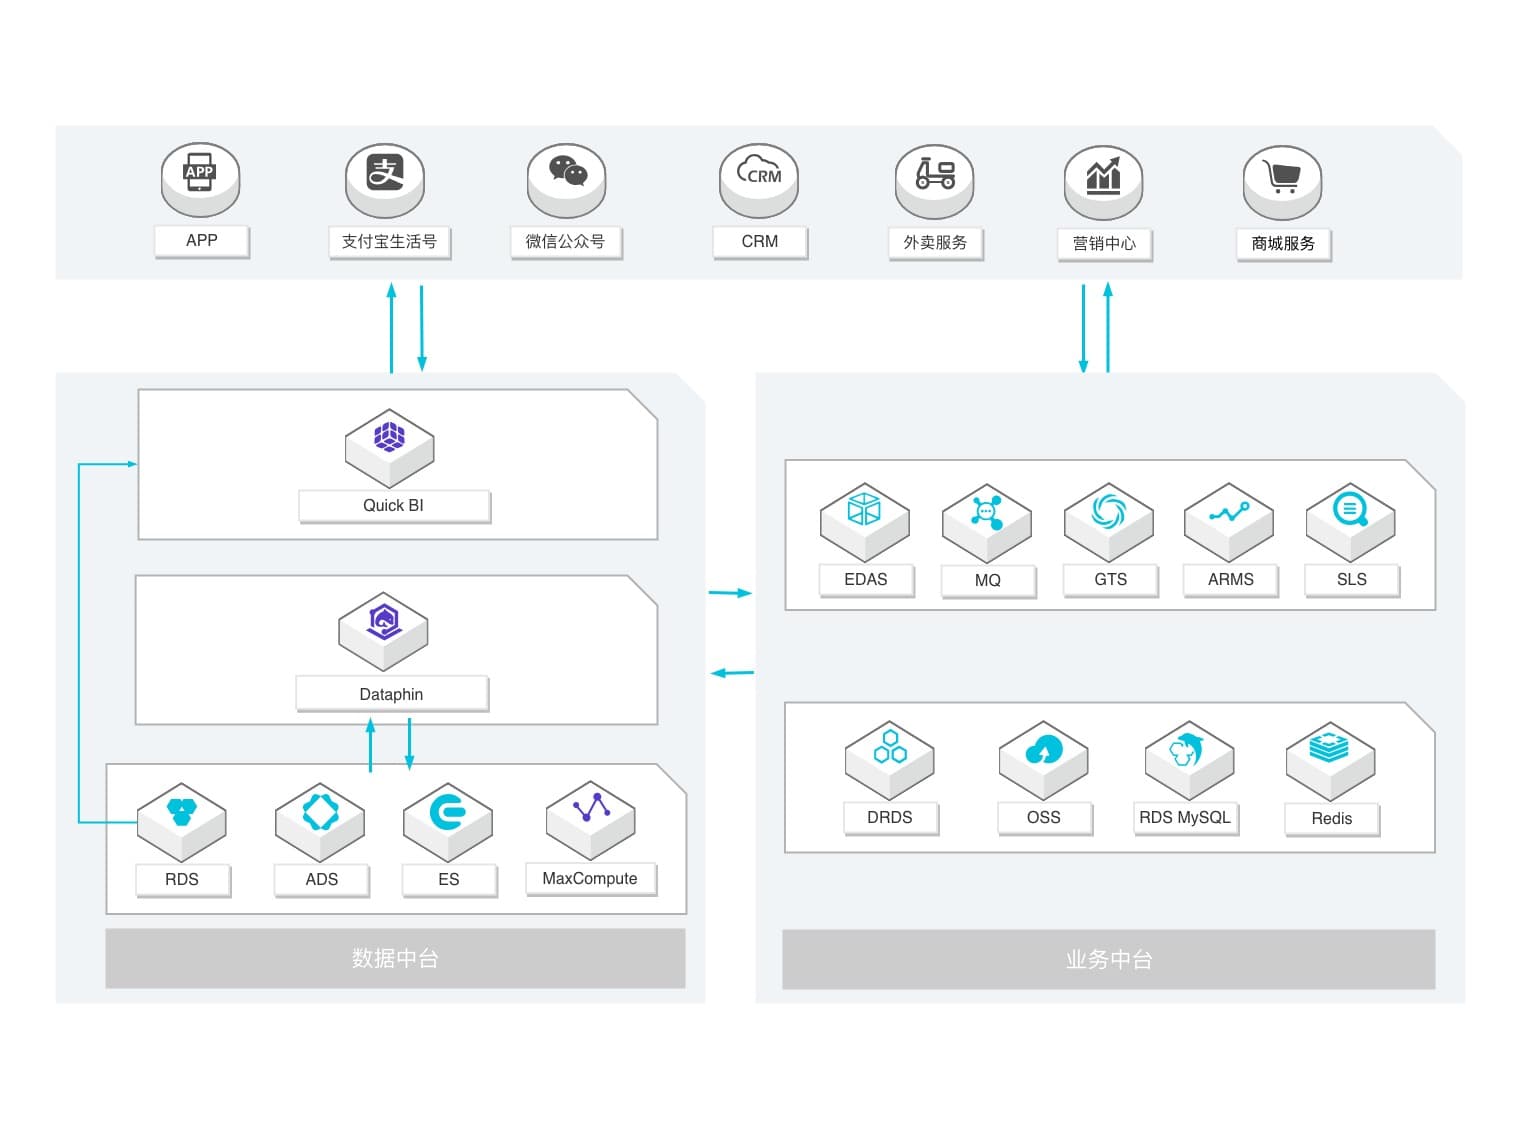 APP
APP
支
支付宝生活号
微信公众号
CRM
CRM
外卖服务
营销中心
商城服务
Quick BI
Dataphin
RDS
ADS
ES
MaxCompute
数据中台
EDAS
MQ
GTS
ARMS
SLS
DRDS
OSS
RDS MySQL
Redis
业务中台